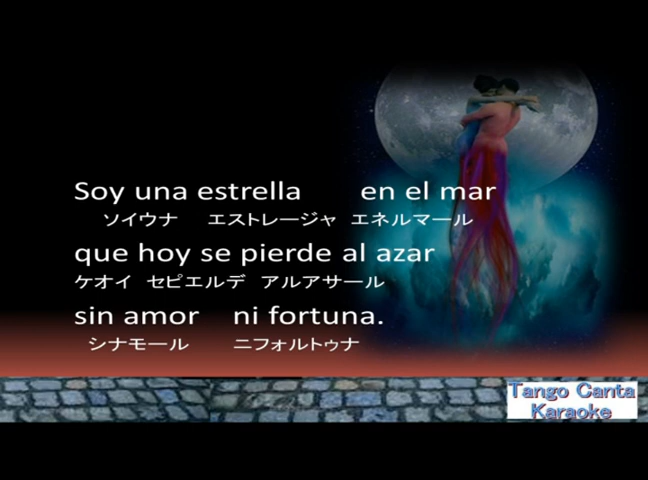 Soy una estrella en el mar
ソイウナ エストレージャ エネルマール
que hoy se pierde al azar
ケオイ セピエルデ アルアサール
sin amor ni fortuna.
シナモール ニフォルトゥナ
Tango Canta
Karaoke